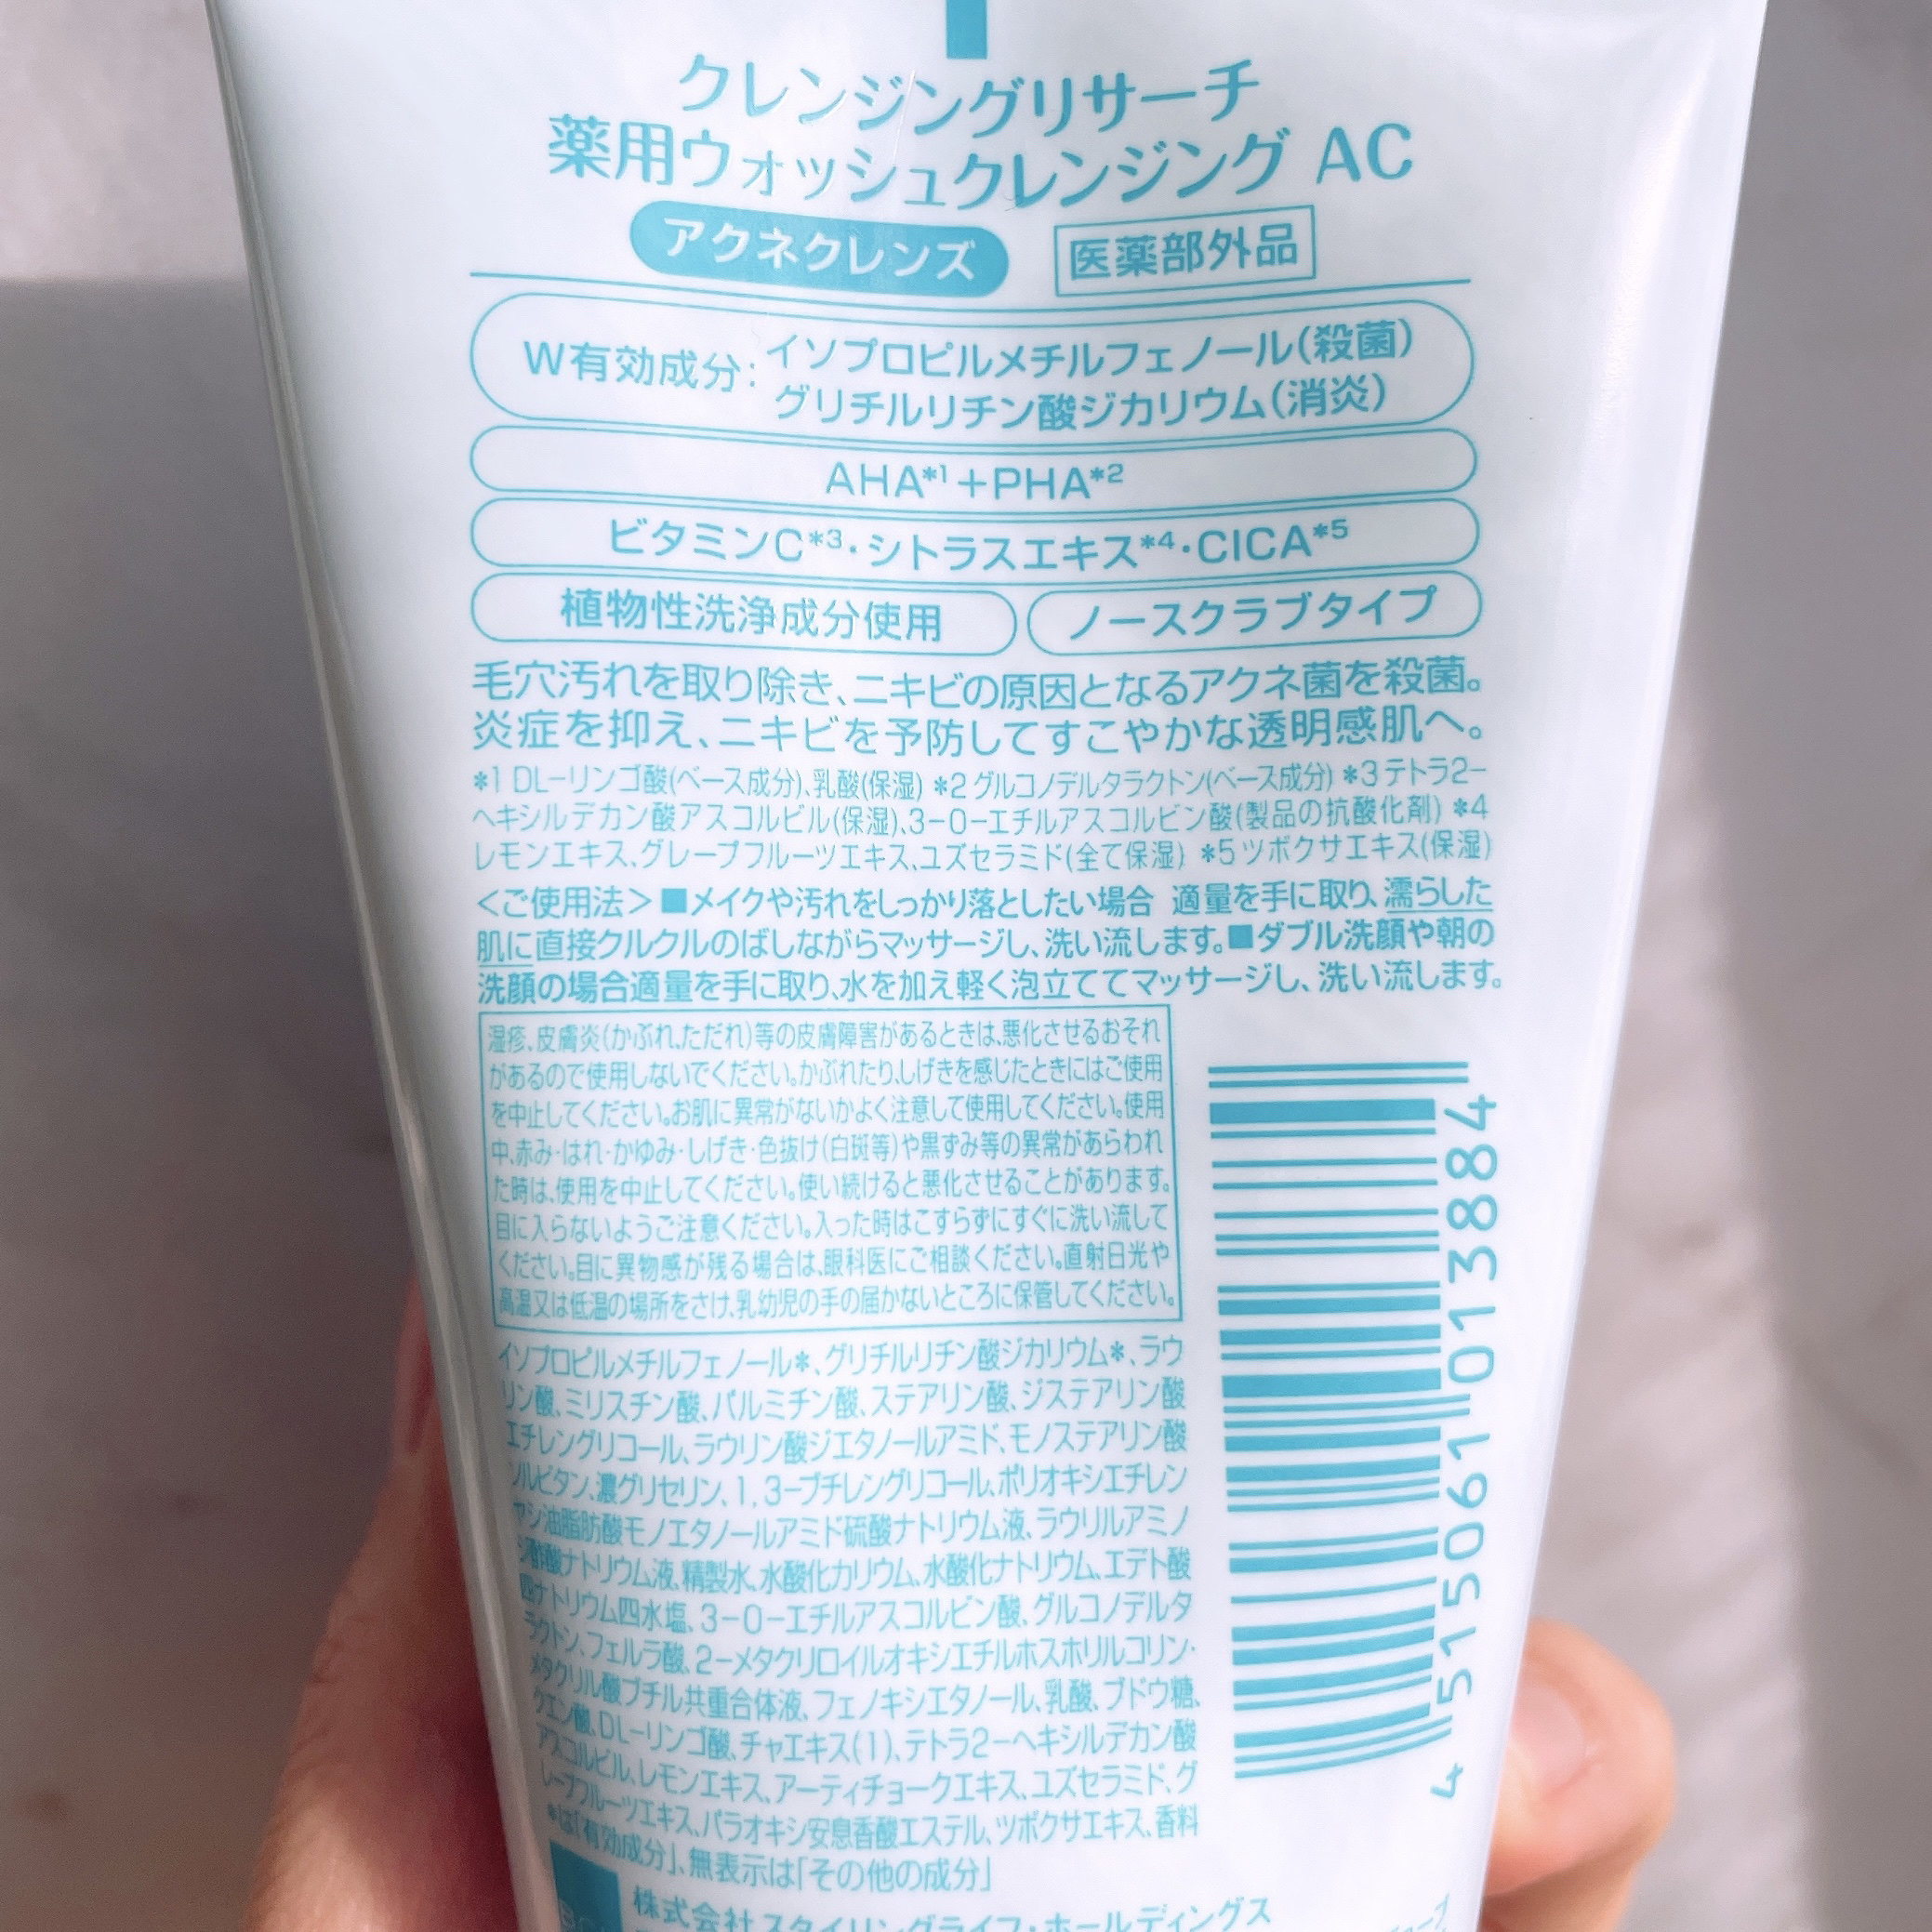 クレンジングリサーチ
薬用ウォッシュクレンジング AC
アクネクレンズ 医薬部外品
W有効成分:イソプロピルメチルフェノール(殺菌)
グリチルリチン酸ジカリウム(消炎)
AHA*1+PHA*2
ビタミンC*3・シトラスエキス*4・CICA*5
植物性洗浄成分使用 ノースクラブタイプ
毛穴汚れを取り除き、ニキビの原因となるアクネ菌を殺菌。
炎症を抑え、ニキビを予防してすこやかな透明感肌へ。
*1 DL-リンゴ酸(ベース成分)、乳酸(保湿) *2 グルコノデルタラクトン(ベース成分) *3 テトラ2-
ヘキシルデカン酸アスコルビル(保湿)、3-O-エチルアスコルビン酸(製品の抗酸化剤) *4
レモンエキス、グレープフルーツエキス、ユズセラミド(全て保湿) *5 ツボクサエキス(保湿)
<ご使用法>■メイクや汚れをしっかり落としたい場合 適量を手に取り、濡らした
肌に直接クルクルのばしながらマッサージし、洗い流します。■ダブル洗顔や朝の
洗顔の場合適量を手に取り、水を加え軽く泡立ててマッサージし、洗い流します。
湿疹、皮膚炎(かぶれ、ただれ)等の皮膚障害があるときは、悪化させるおそれ
があるので使用しないでください。かぶれたり、しげきを感じたときにはご使用
を中止してください。お肌に異常がないかよく注意して使用してください。使用
中、赤み・はれ・かゆみ・しげき・色抜け(白斑等)や黒ずみ等の異常があらわれ
た時は、使用を中止してください。使い続けると悪化させることがあります。
目に入らないようご注意ください。入った時はこすらずにすぐに洗い流して
ください。目に異物感が残る場合は、眼科医にご相談ください。直射日光や
高温又は低温の場所をさけ、乳幼児の手の届かないところに保管してください。
イソプロピルメチルフェノール*、グリチルリチン酸ジカリウム*、ラウ
リン酸、ミリスチン酸、パルミチン酸、ステアリン酸、ジステアリン酸
エチレングリコール、ラウリン酸ジエタノールアミド、モノステアリン酸
ソルビタン、濃グリセリン、1,3-ブチレングリコール、ポリオキシエチレン
ヤシ油脂肪酸モノエタノールアミド硫酸ナトリウム液、ラウリルアミノ
ジ酢酸ナトリウム液、精製水、水酸化カリウム、水酸化ナトリウム、エデト酸
四ナトリウム四水塩、3-O-エチルアスコルビン酸、グルコノデルタ
ラクトン、フェルラ酸、2-メタクリロイルオキシエチルホスホリルコリン・
メタクリル酸ブチル共重合体液、フェノキシエタノール、乳酸、ブドウ糖、
クエン酸、DL-リンゴ酸、チャエキス(1)、テトラ2-ヘキシルデカン酸
アスコルビル、レモンエキス、アーティチョークエキス、ユズセラミド、グ
レープフルーツエキス、パラオキシ安息香酸エステル、ツボクサエキス、香料
*は「有効成分」、無表示は「その他の成分」
株式会社スタイリングライフ・ホールディングス
4 515061 013884